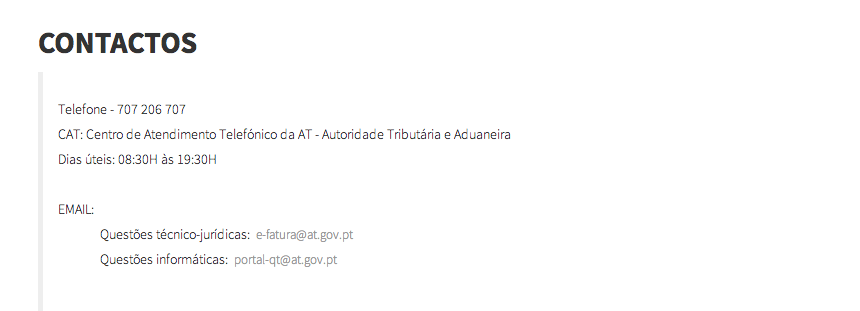 CONTACTOS
Telefone - 707 206 707
CAT: Centro de Atendimento Telefónico da AT - Autoridade Tributária e Aduaneira
Dias úteis: 08:30H às 19:30H
EMAIL:
Questões técnico-jurídicas: e-fatura@at.gov.pt
Questões informáticas: portal-qt@at.gov.pt